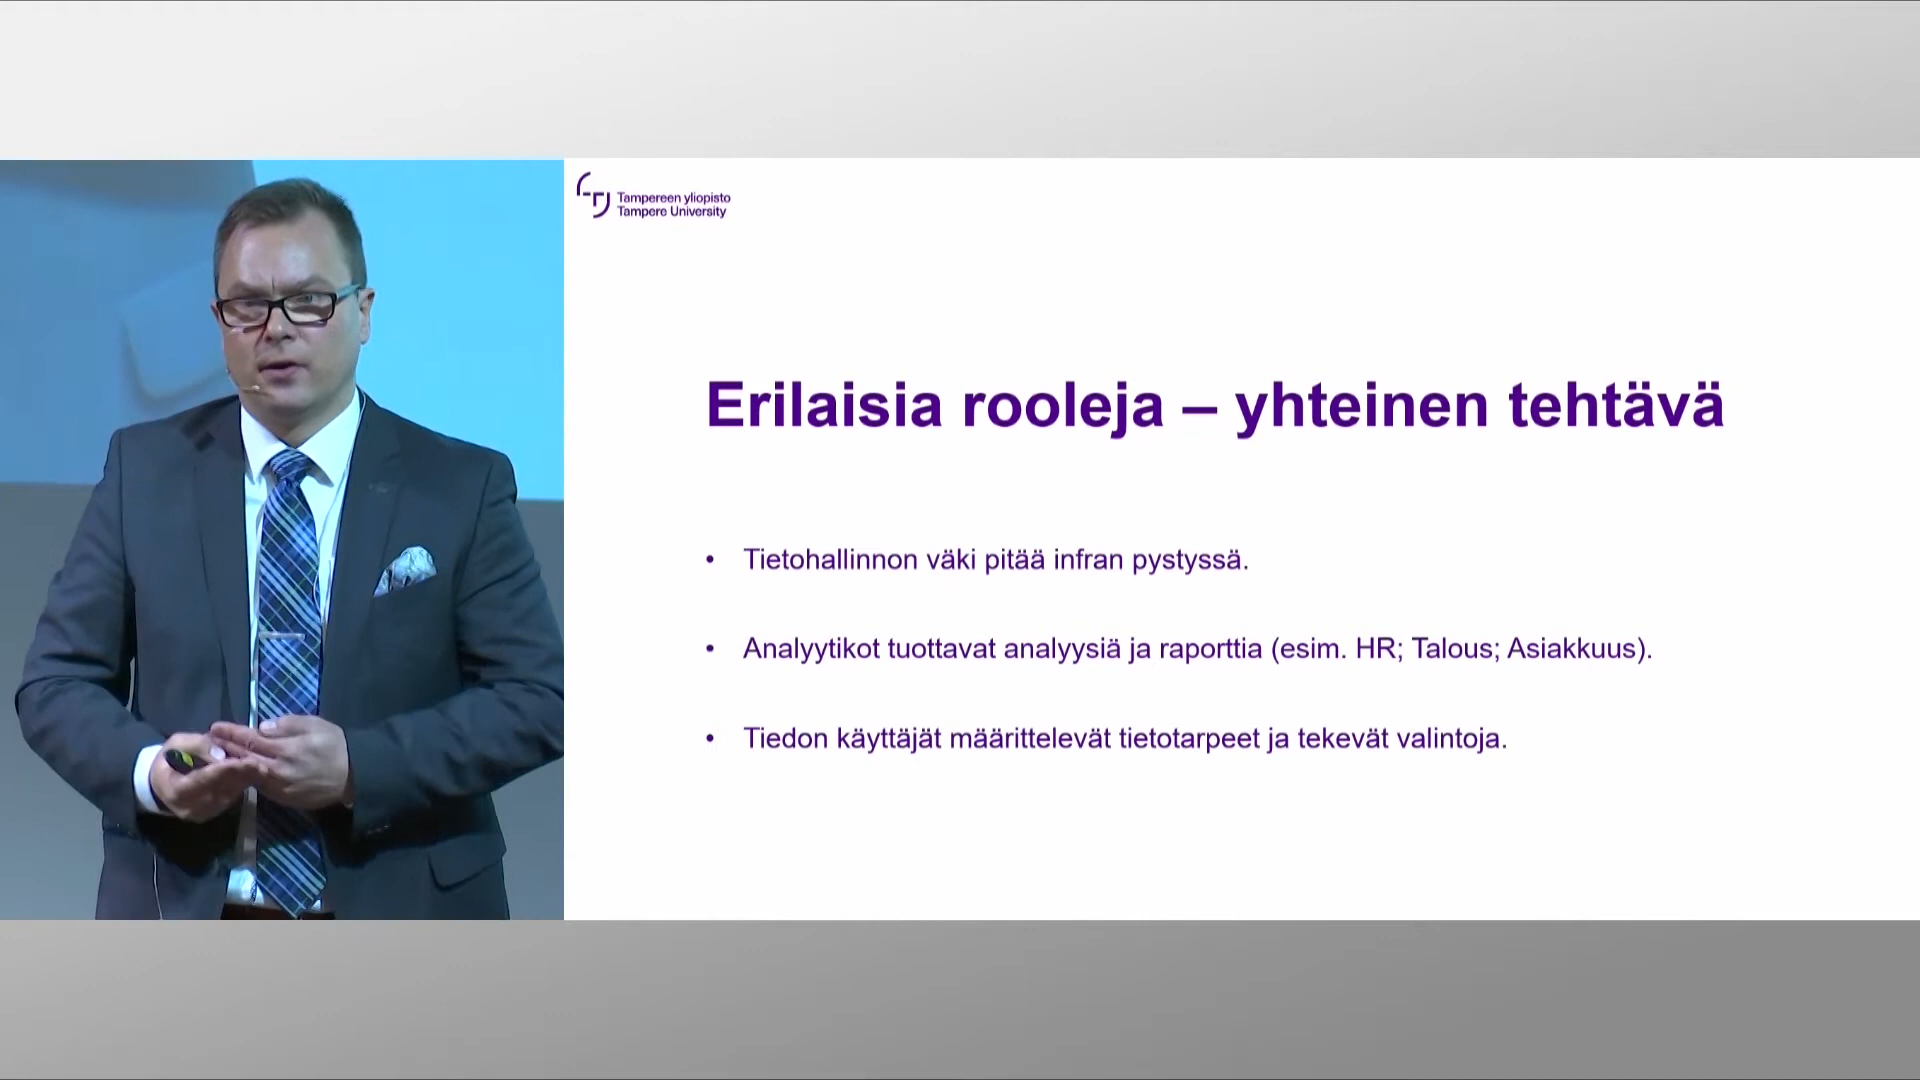 Tampereen yliopisto
Tampere University
Erilaisia rooleja – yhteinen tehtävä
• Tietohallinnon väki pitää infran pystyssä.
• Analyytikot tuottavat analyysiä ja raporttia (esim. HR; Talous; Asiakkuus).
• Tiedon käyttäjät määrittelevät tietotarpeet ja tekevät valintoja.